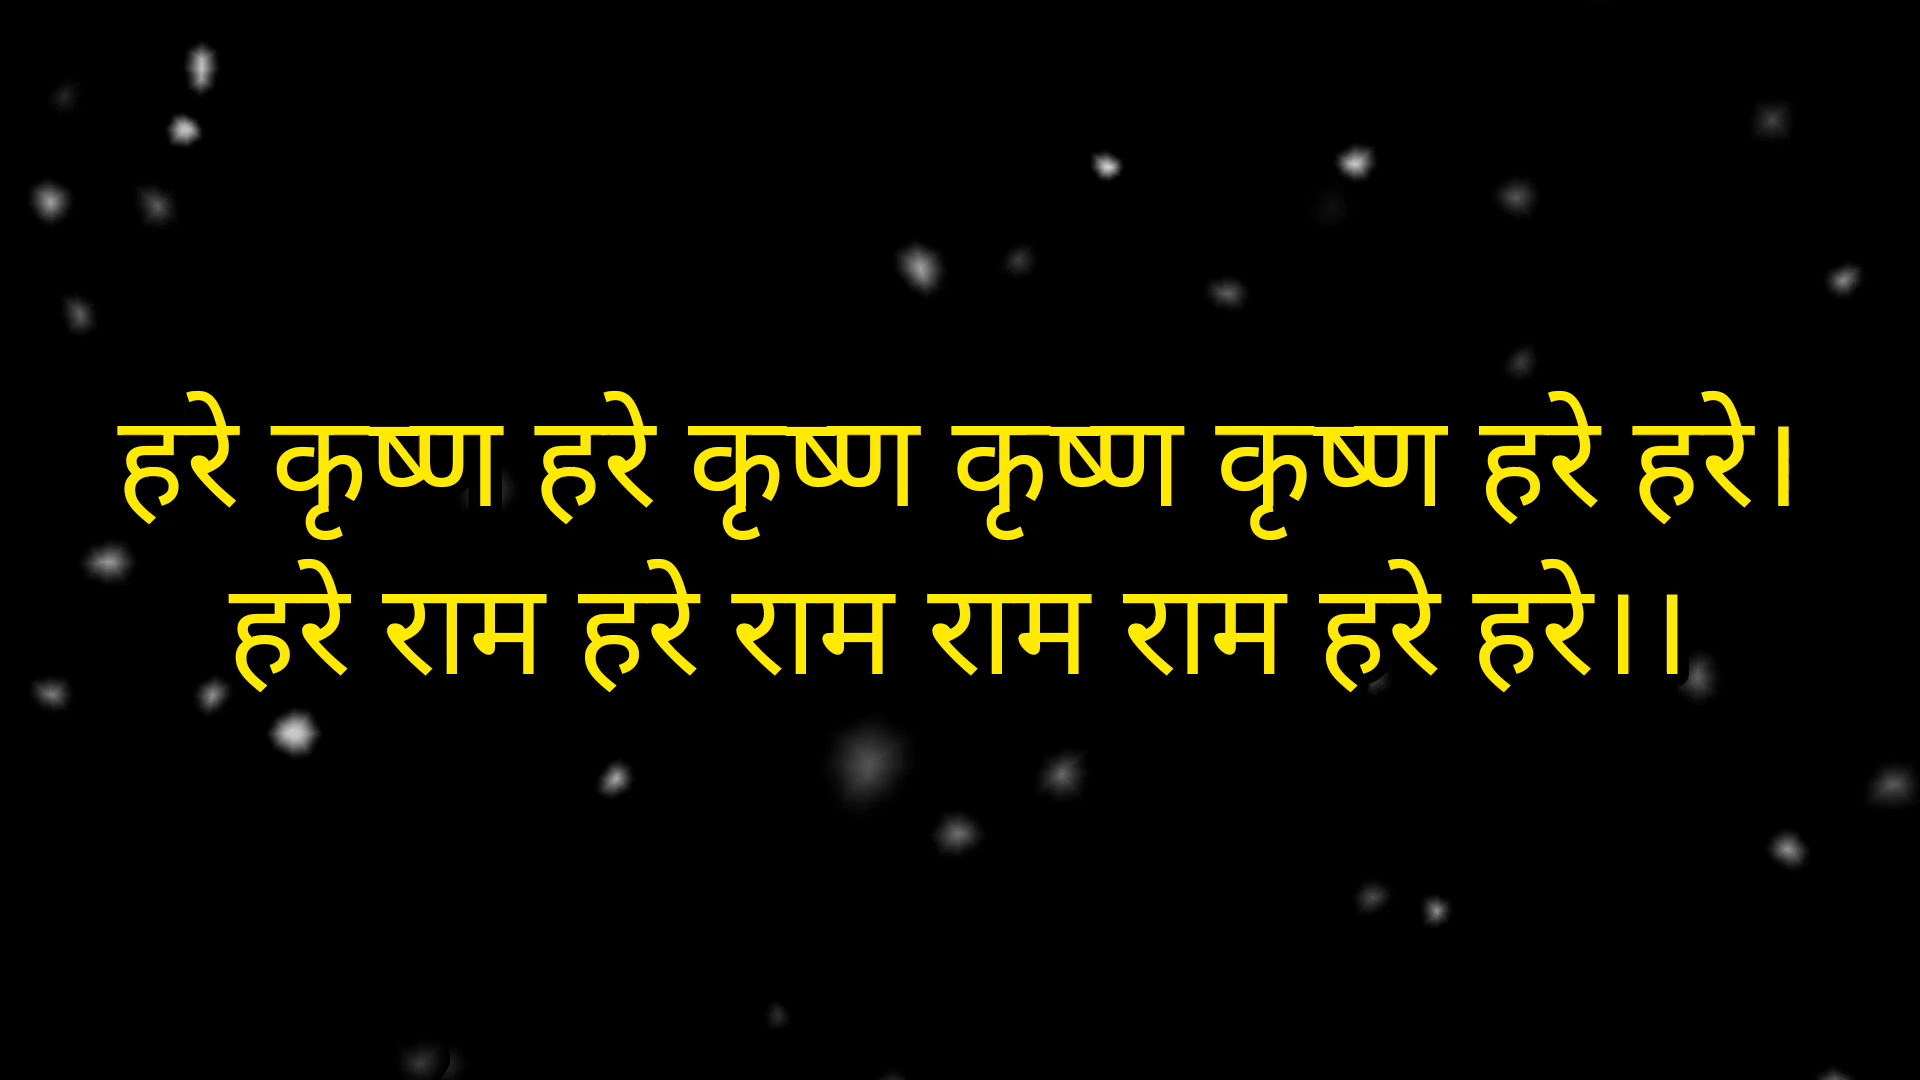 हरे कृष्ण हरे कृष्ण कृष्ण कृष्ण हरे हरे।
हरे राम हरे राम राम राम हरे हरे।।